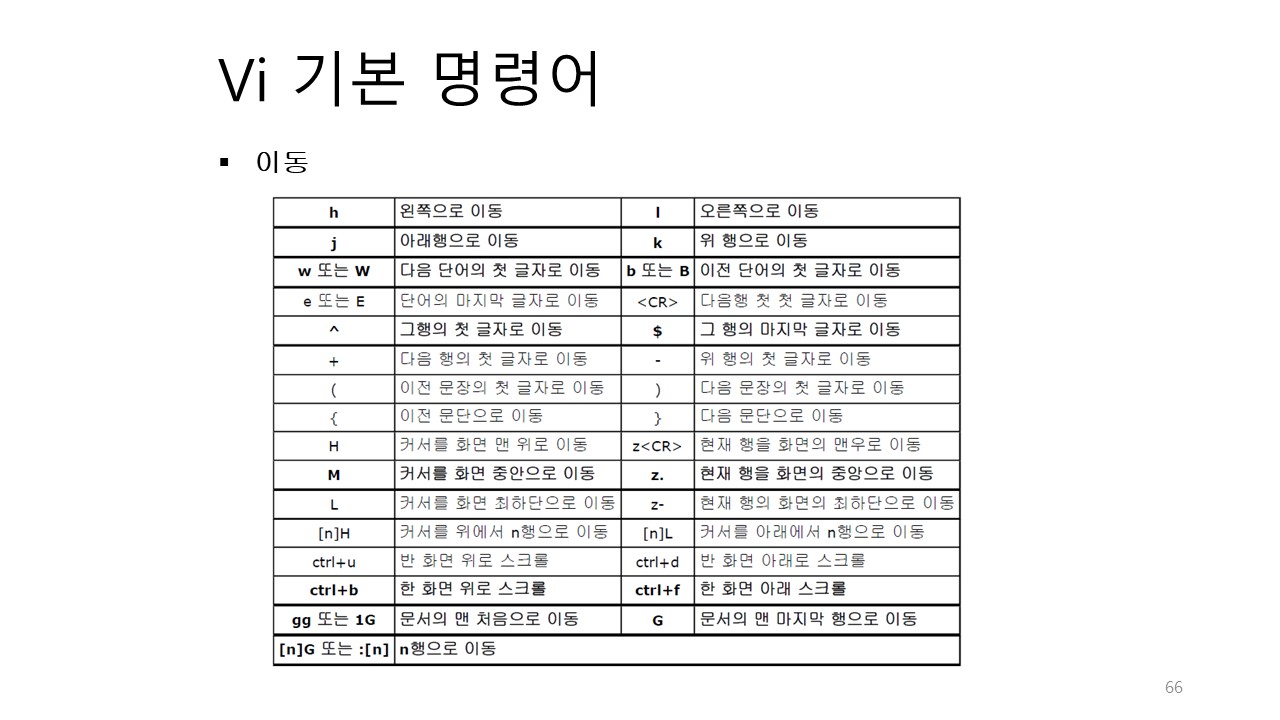 Vi 기본 명령어
▪ 이동
h 왼쪽으로 이동 l 오른쪽으로 이동
j 아래행으로 이동 k 위 행으로 이동
w 또는 W 다음 단어의 첫 글자로 이동 b 또는 B 이전 단어의 첫 글자로 이동
e 또는 E 단어의 마지막 글자로 이동 <CR> 다음행 첫 첫 글자로 이동
^ 그행의 첫 글자로 이동 $ 그 행의 마지막 글자로 이동
+ 다음 행의 첫 글자로 이동 - 위 행의 첫 글자로 이동
( 이전 문장의 첫 글자로 이동 ) 다음 문장의 첫 글자로 이동
{ 이전 문단으로 이동 } 다음 문단으로 이동
H 커서를 화면 맨 위로 이동 z<CR> 현재 행을 화면의 맨우로 이동
M 커서를 화면 중안으로 이동 z. 현재 행을 화면의 중앙으로 이동
L 커서를 화면 최하단으로 이동 z- 현재 행의 화면의 최하단으로 이동
[n]H 커서를 위에서 n행으로 이동 [n]L 커서를 아래에서 n행으로 이동
ctrl+u 반 화면 위로 스크롤 ctrl+d 반 화면 아래로 스크롤
ctrl+b 한 화면 위로 스크롤 ctrl+f 한 화면 아래 스크롤
gg 또는 1G 문서의 맨 처음으로 이동 G 문서의 맨 마지막 행으로 이동
[n]G 또는 :[n] n행으로 이동
66